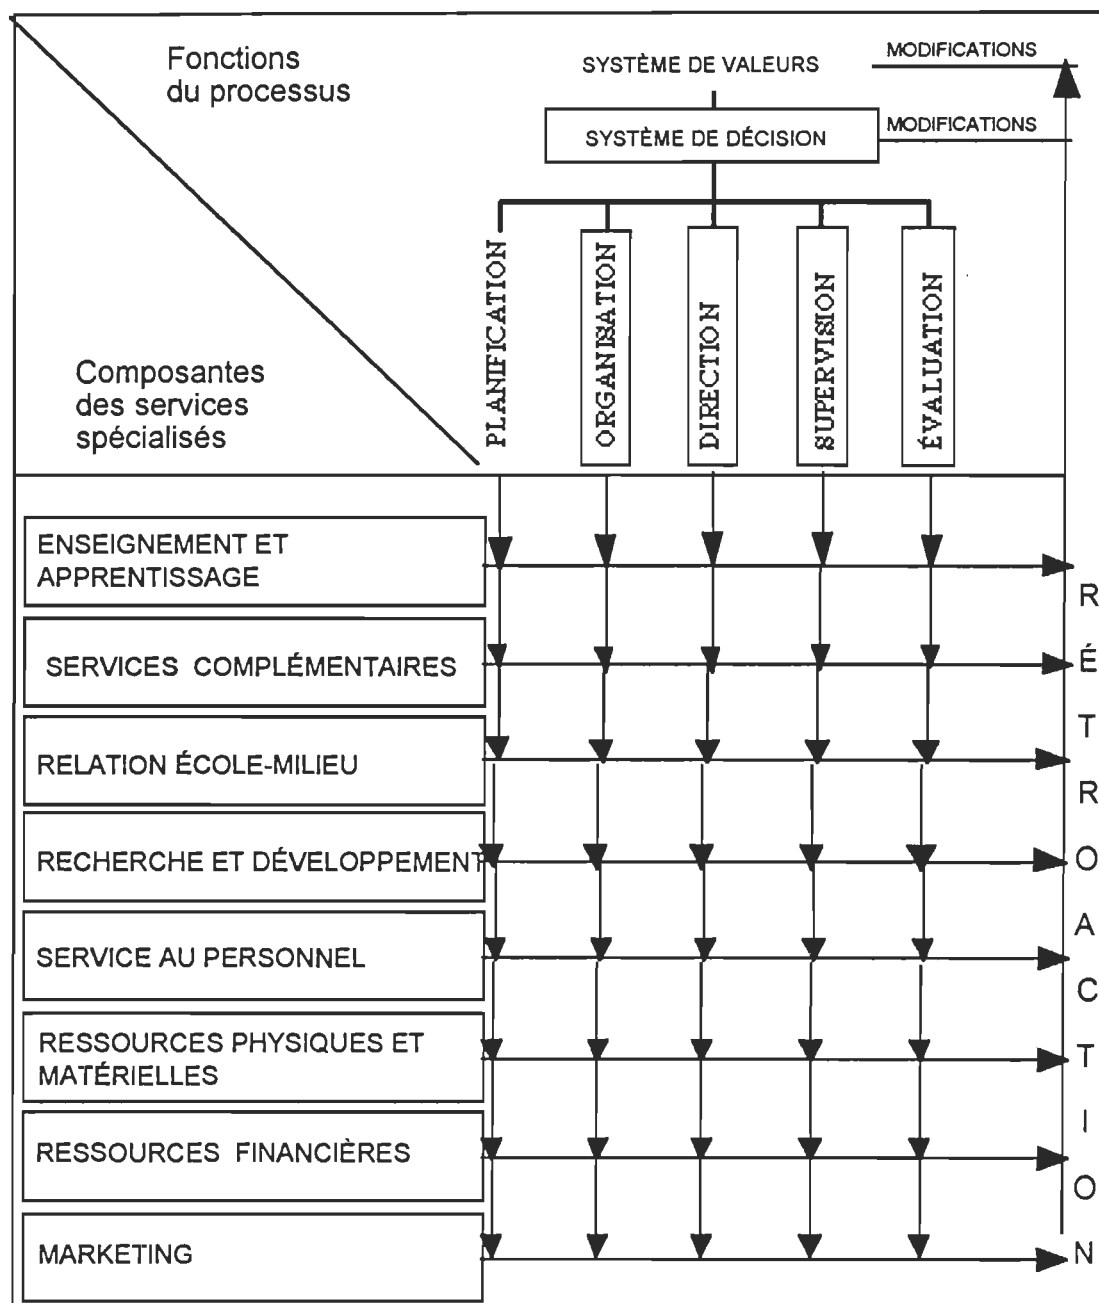 Fonctions
du processus
SYSTÈME DE VALEURS
MODIFICATIONS
SYSTÈME DE DÉCISION
MODIFICATIONS
PLANIFICATION
ORGANISATION
DIRECTION
SUPERVISION
ÉVALUATION
Composantes
des services
spécialisés
ENSEIGNEMENT ET
APPRENTISSAGE
SERVICES COMPLÉMENTAIRES
RELATION ÉCOLE-MILIEU
RECHERCHE ET DÉVELOPPEMENT
SERVICE AU PERSONNEL
RESSOURCES PHYSIQUES ET
MATÉRIELLES
RESSOURCES FINANCIÈRES
MARKETING
RÉTROACTION